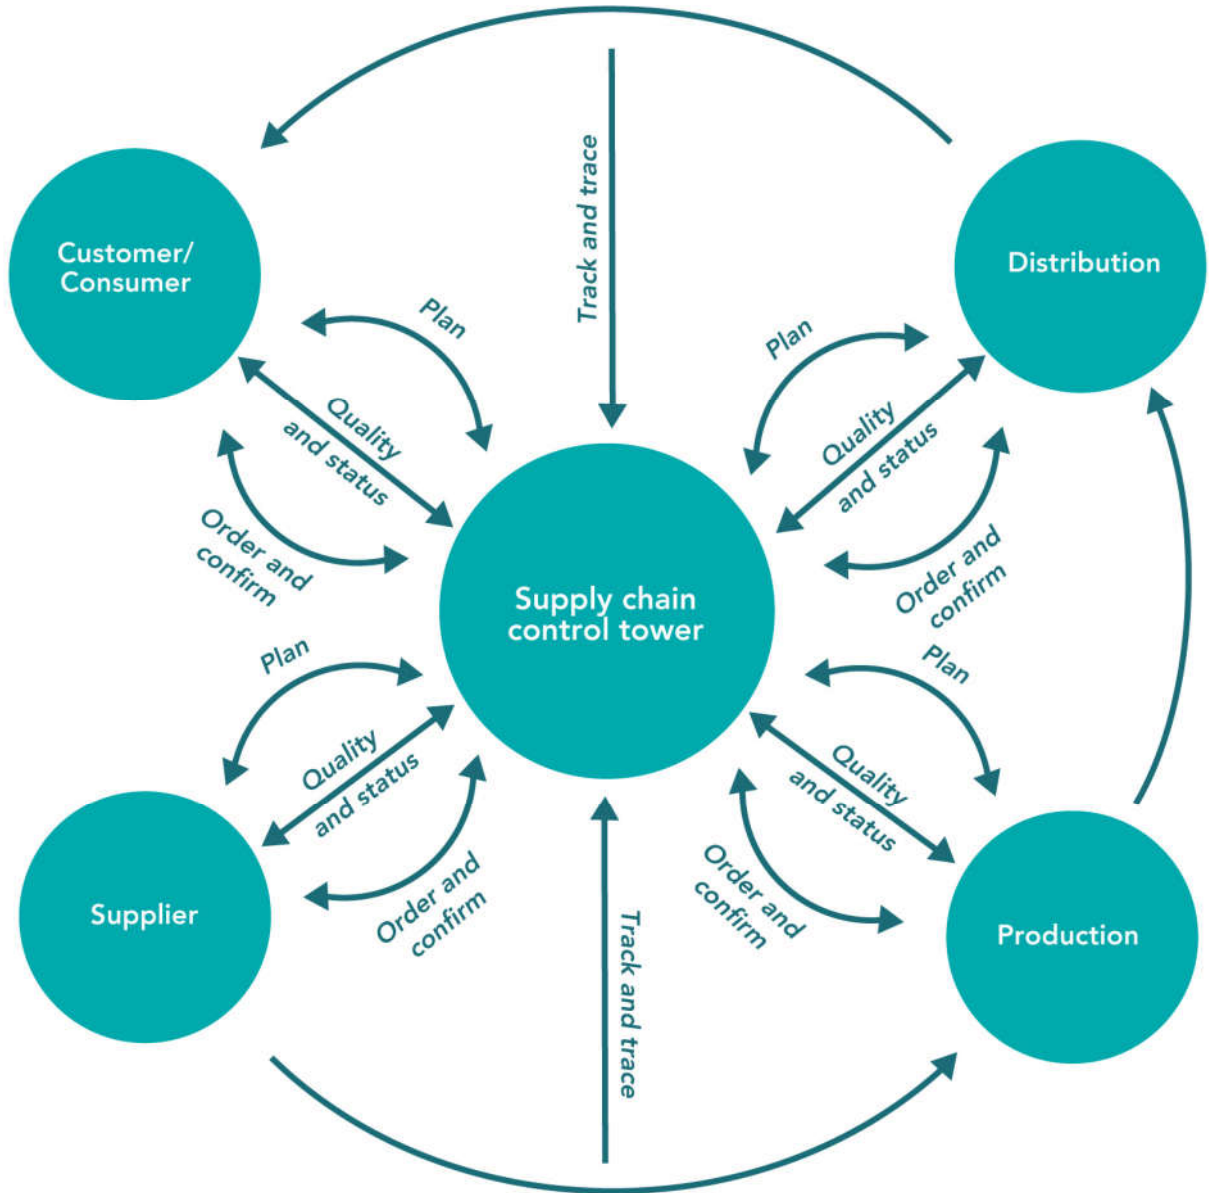 Track and trace
Customer/
Consumer
Distribution
Plan
Plan
Quality
and status
Quality
and status
Order and
confirm
Order and
confirm
Supply chain
control tower
Plan
Plan
Quality
and status
Quality
and status
Order and
confirm
Order and
confirm
Supplier
Production
Track and trace